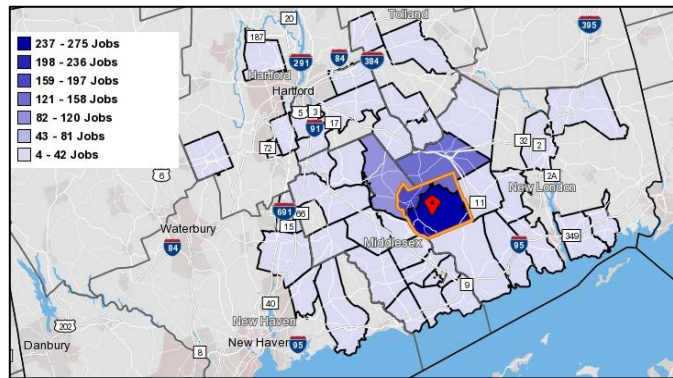 237 - 275 Jobs
198 - 236 Jobs
159 - 197 Jobs
121 - 158 Jobs
82 - 120 Jobs
43 - 81 Jobs
4 - 42 Jobs
20
Tolland
395
187
291
84
384
Hartford
Hartford
5
3
17
91
32
2
72
6
2A
New London
11
691
66
15
Waterbury
84
Middlesex
95
349
9
40
202
New Haven
New Haven
95
Danbury
8